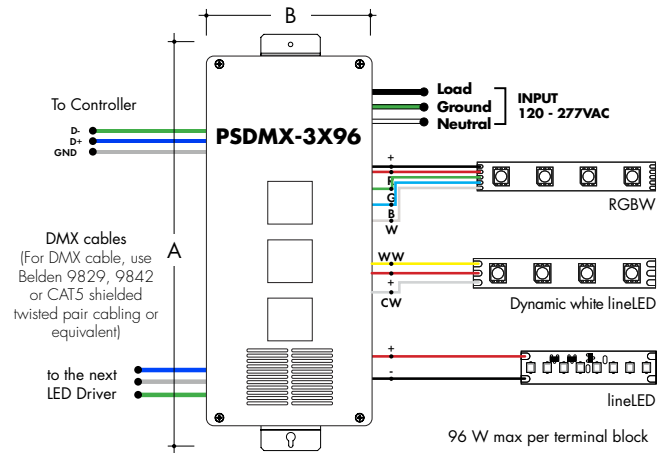 B
To Controller
D-
D+
GND
PSDMX-3X96
Load
Ground
Neutral
INPUT
120 - 277VAC
+
R
G
B
W
RGBW
A
DMX cables
(For DMX cable, use
Belden 9829, 9842
or CAT5 shielded
twisted pair cabling or
equivalent)
WW
+
CW
Dynamic white lineED
to the next
LED Driver
+
-
lineLED
96 W max per terminal block